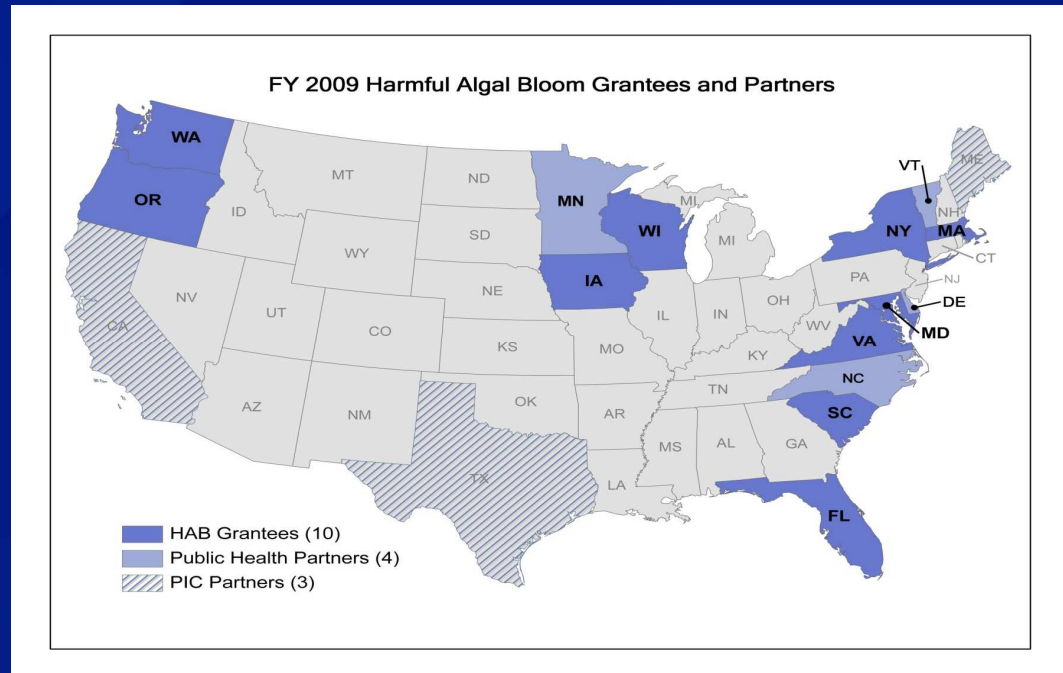 FY 2009 Harmful Algal Bloom Grantees and Partners
WA
OR
MT
ID
WY
NV
UT
CO
CA
AZ
NM
ND
SD
NE
KS
OK
TX
MN
IA
MO
AR
LA
WI
IL
MI
MI
IN
OH
KY
TN
MS
AL
GA
WV
PA
NY
VT
ME
NH
MA
CT
NJ
DE
MD
VA
NC
SC
FL
HAB Grantees (10)
Public Health Partners (4)
PIC Partners (3)